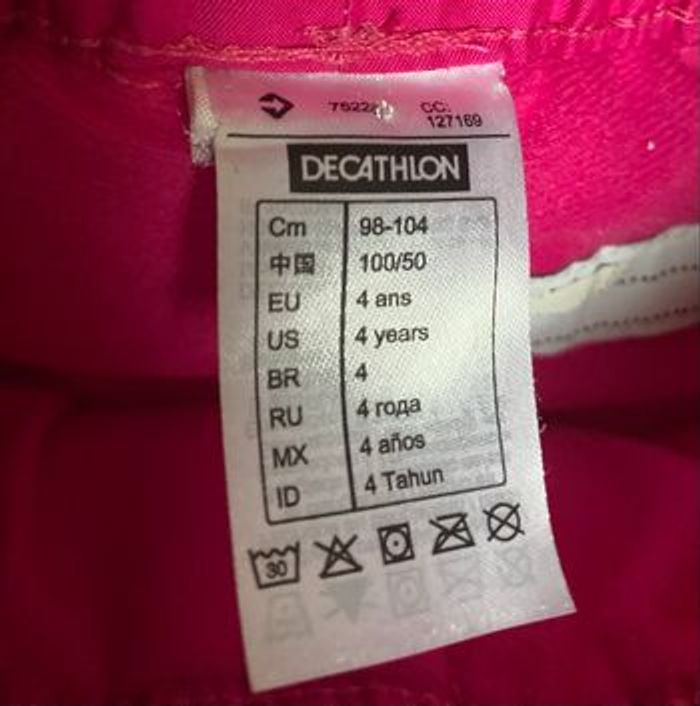 CC:
127169
DECATHLON
Cm 98-104
中国 100/50
EU 4 ans
US 4 years
BR 4
RU 4 года
MX 4 años
ID 4 Tahun
30